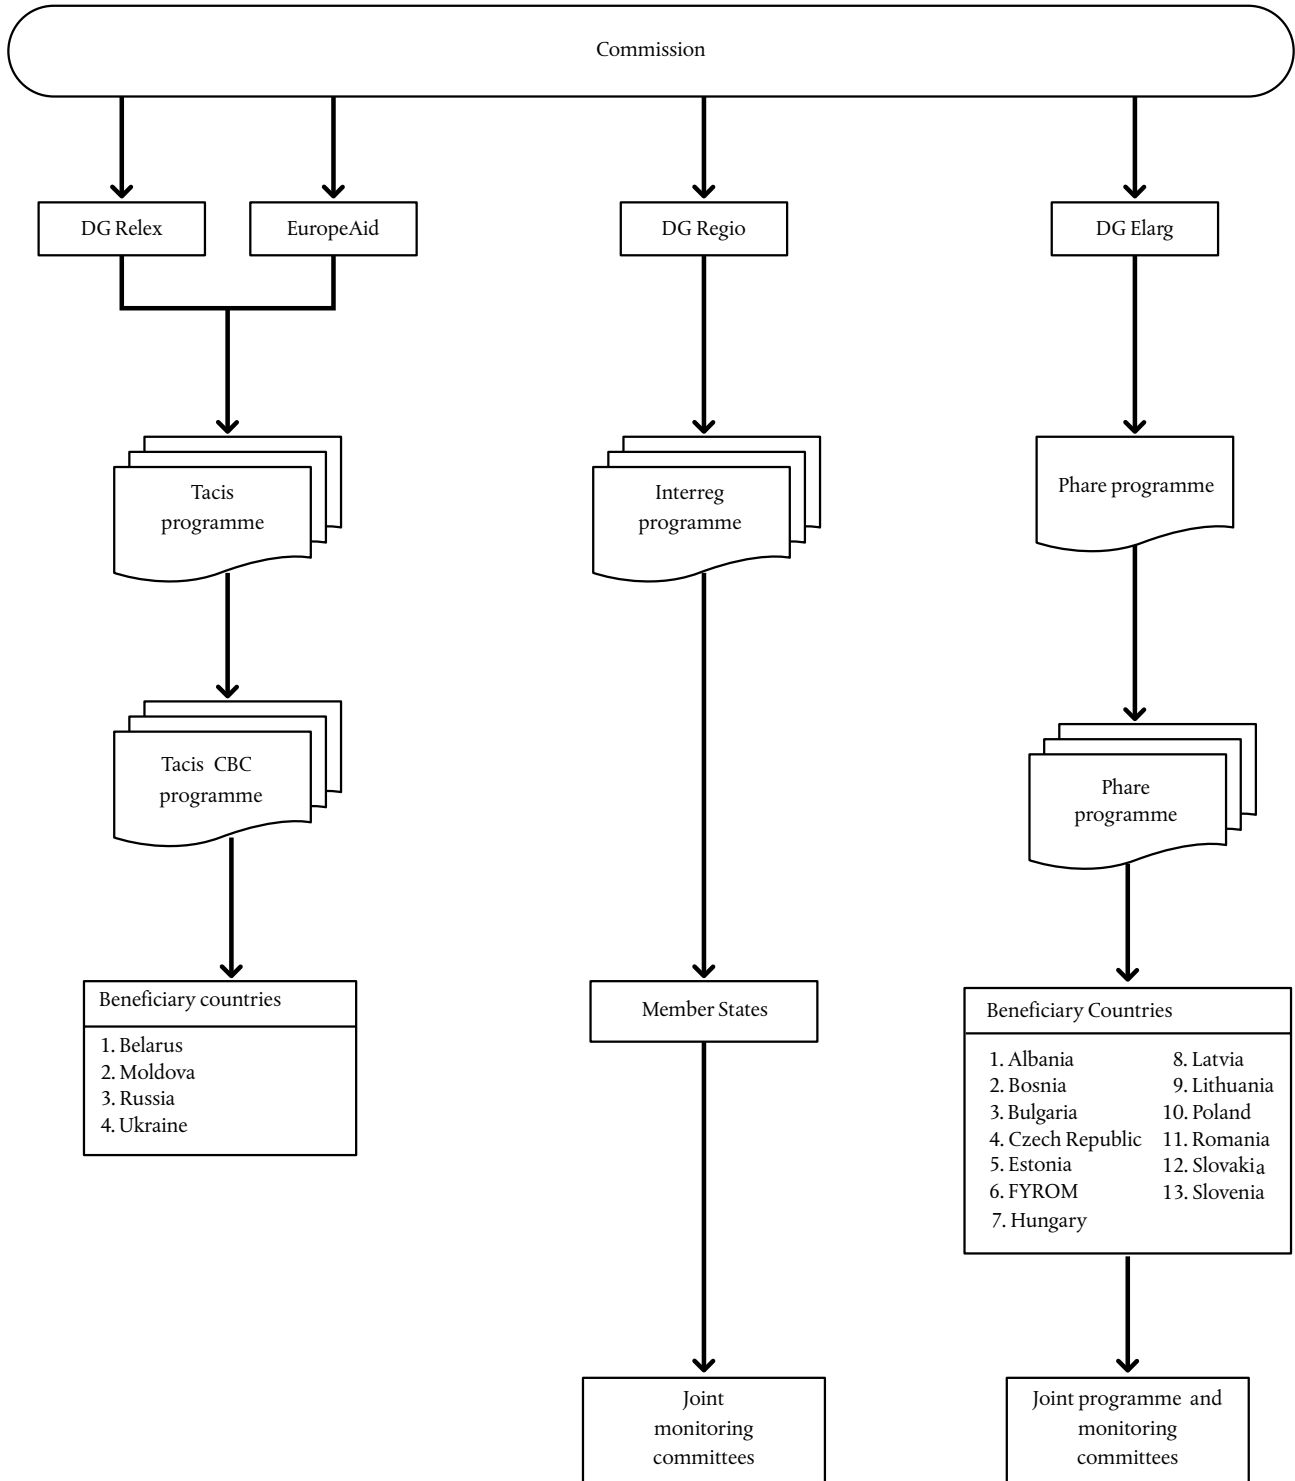 Commission
DG Relex
EuropeAid
DG Regio
DG Elarg
Tacis
programme
Interreg
programme
Phare programme
Tacis CBC
programme
Phare
programme
Beneficiary countries
1. Belarus
2. Moldova
3. Russia
4. Ukraine
Member States
Beneficiary Countries
1. Albania
2. Bosnia
3. Bulgaria
4. Czech Republic
5. Estonia
6. FYROM
7. Hungary
8. Latvia
9. Lithuania
10. Poland
11. Romania
12. Slovakia
13. Slovenia
Joint
monitoring
committees
Joint programme and
monitoring
committees